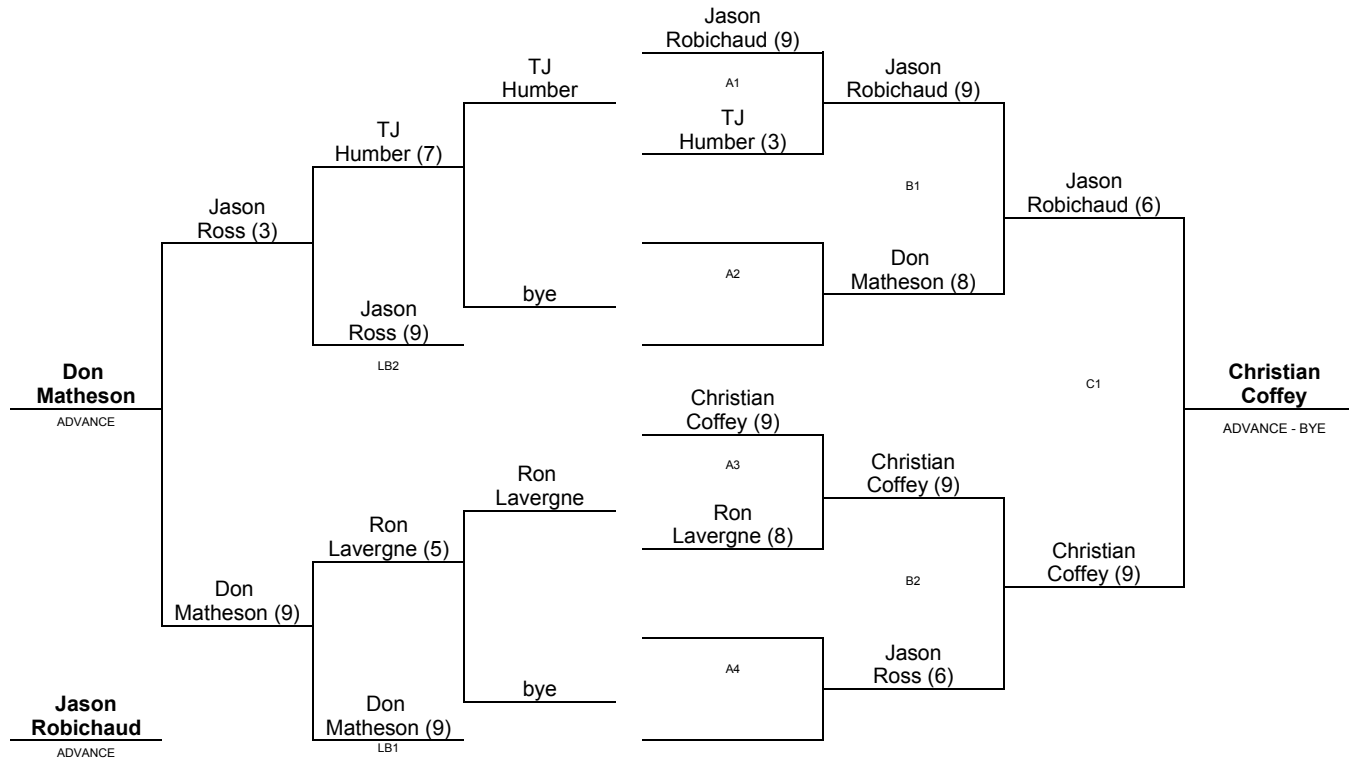 Jason
Robichaud (9)
TJ
Humber
A1
Jason
Robichaud (9)
TJ
Humber (7)
TJ
Humber (3)
B1
Jason
Robichaud (6)
Jason
Ross (3)
Don
Matheson (8)
A2
bye
Jason
Ross (9)
LB2
Don
Matheson
ADVANCE
C1
Christian
Coffey
ADVANCE - BYE
Christian
Coffey (9)
A3
Christian
Coffey (9)
Ron
Lavergne
Ron
Lavergne (5)
Ron
Lavergne (8)
Christian
Coffey (9)
B2
Don
Matheson (9)
A4
Jason
Ross (6)
bye
Jason
Robichaud
ADVANCE
Don
Matheson (9)
LB1